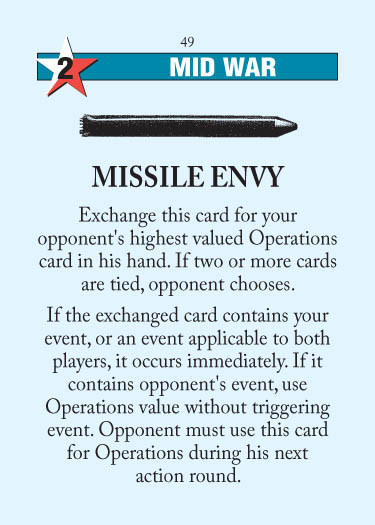 49
2 MID WAR
MISSILE ENVY
Exchange this card for your
opponent's highest valued Operations
card in his hand. If two or more cards
are tied, opponent chooses.
If the exchanged card contains your
event, or an event applicable to both
players, it occurs immediately. If it
contains opponent's event, use
Operations value without triggering
event. Opponent must use this card
for Operations during his next
action round.